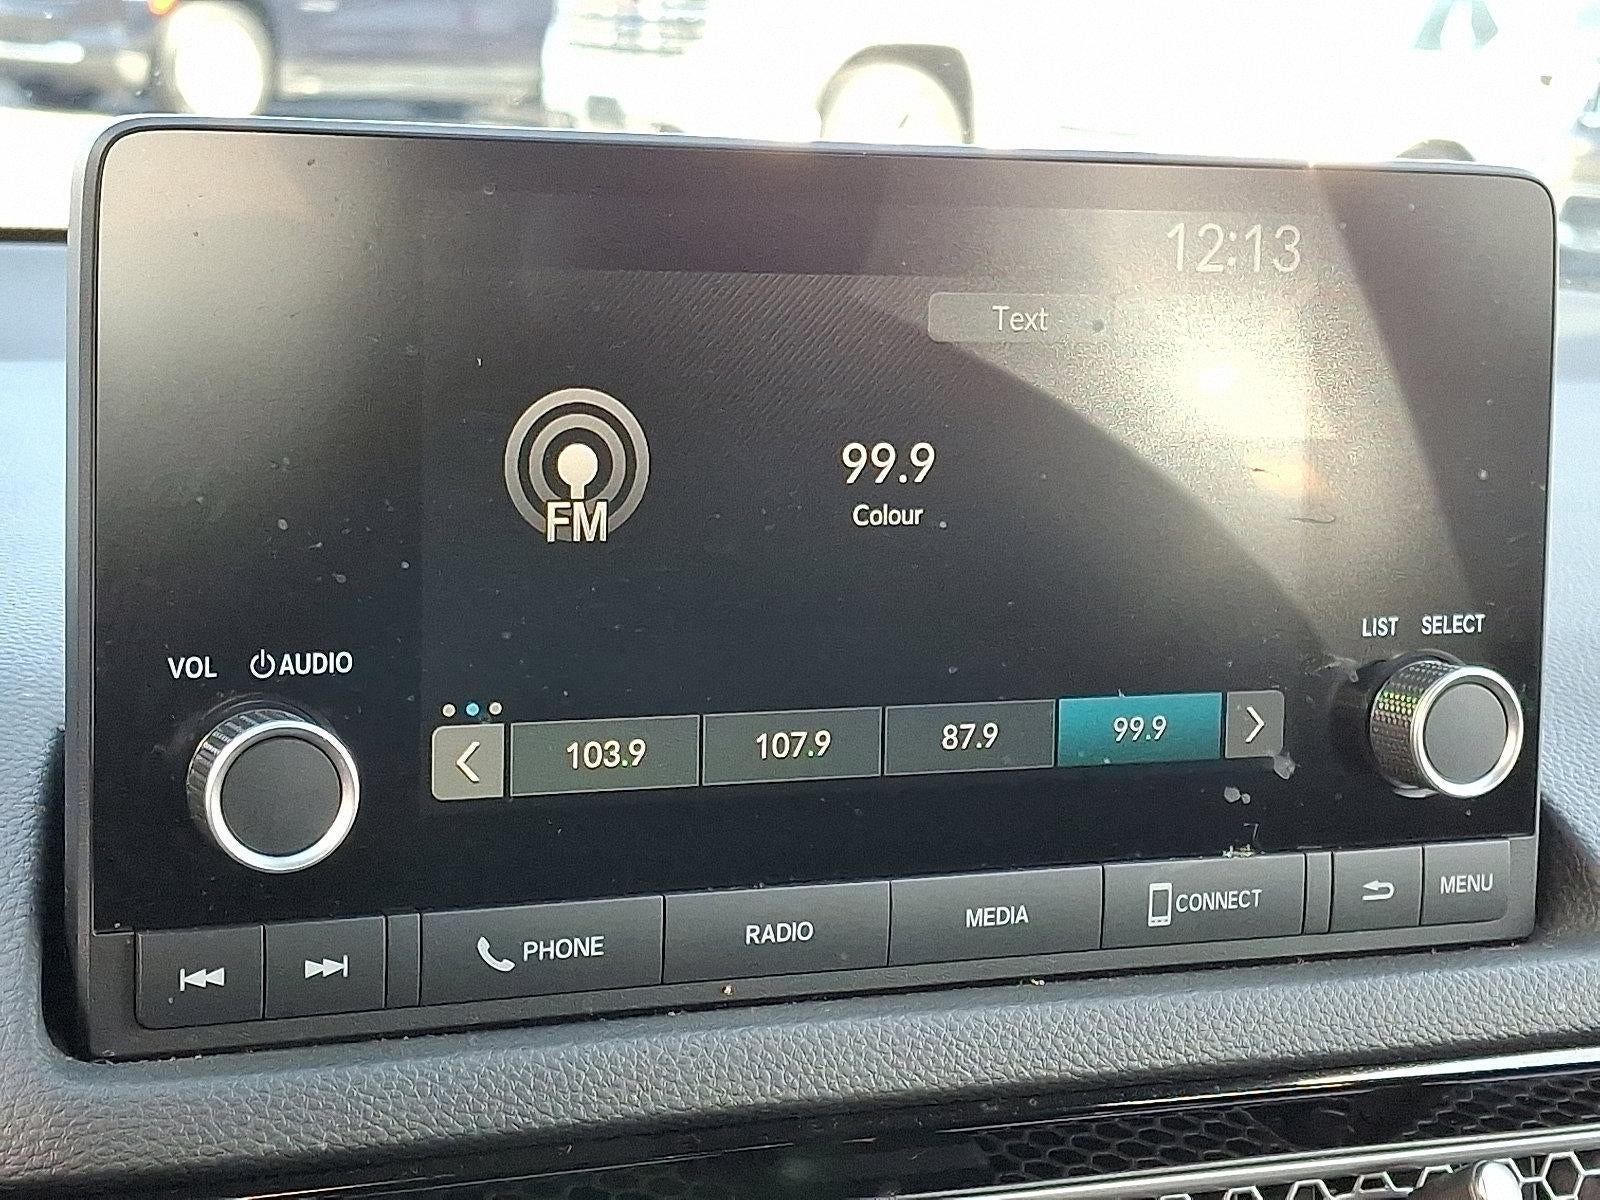 12:13
Text
FM
99.9
Colour
LIST SELECT
VOL AUDIO
103.9 107.9 87.9 99.9
PHONE RADIO MEDIA CONNECT MENU